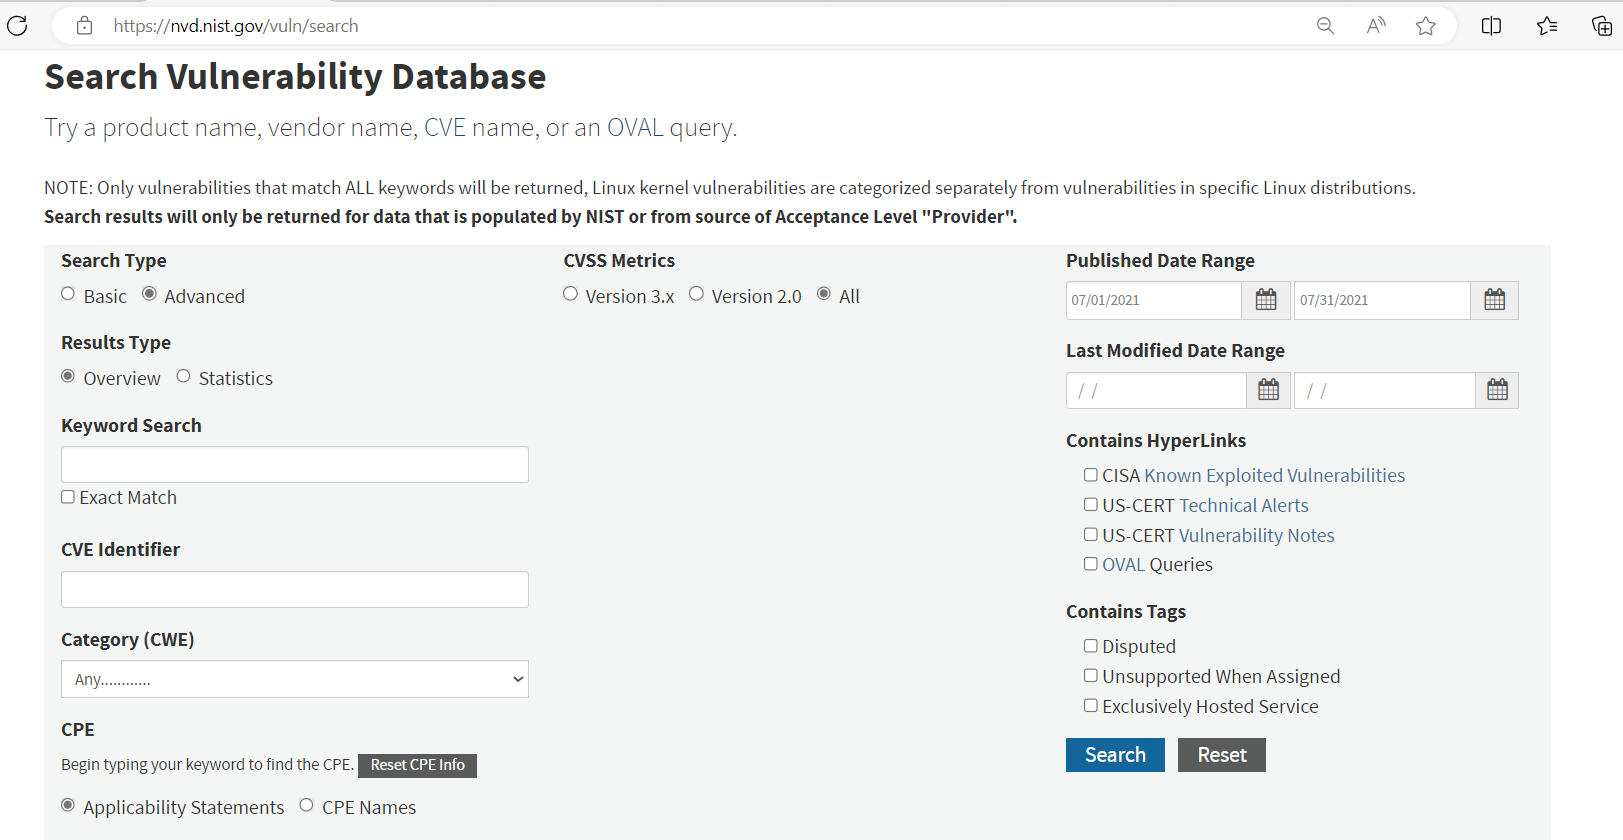 https://nvd.nist.gov/vuln/search
Search Vulnerability Database
Try a product name, vendor name, CVE name, or an OVAL query.
NOTE: Only vulnerabilities that match ALL keywords will be returned, Linux kernel vulnerabilities are categorized separately from vulnerabilities in specific Linux distributions.
Search results will only be returned for data that is populated by NIST or from source of Acceptance Level "Provider".
Search Type
Basic Advanced
Results Type
Overview Statistics
Keyword Search
Exact Match
CVE Identifier
Category (CWE)
Any............
CPE
Begin typing your keyword to find the CPE. Reset CPE Info
Applicability Statements CPE Names
CVSS Metrics
Version 3.x Version 2.0 All
Published Date Range
07/01/2021 07/31/2021
Last Modified Date Range
/ / / /
Contains HyperLinks
CISA Known Exploited Vulnerabilities
US-CERT Technical Alerts
US-CERT Vulnerability Notes
OVAL Queries
Contains Tags
Disputed
Unsupported When Assigned
Exclusively Hosted Service
Search Reset